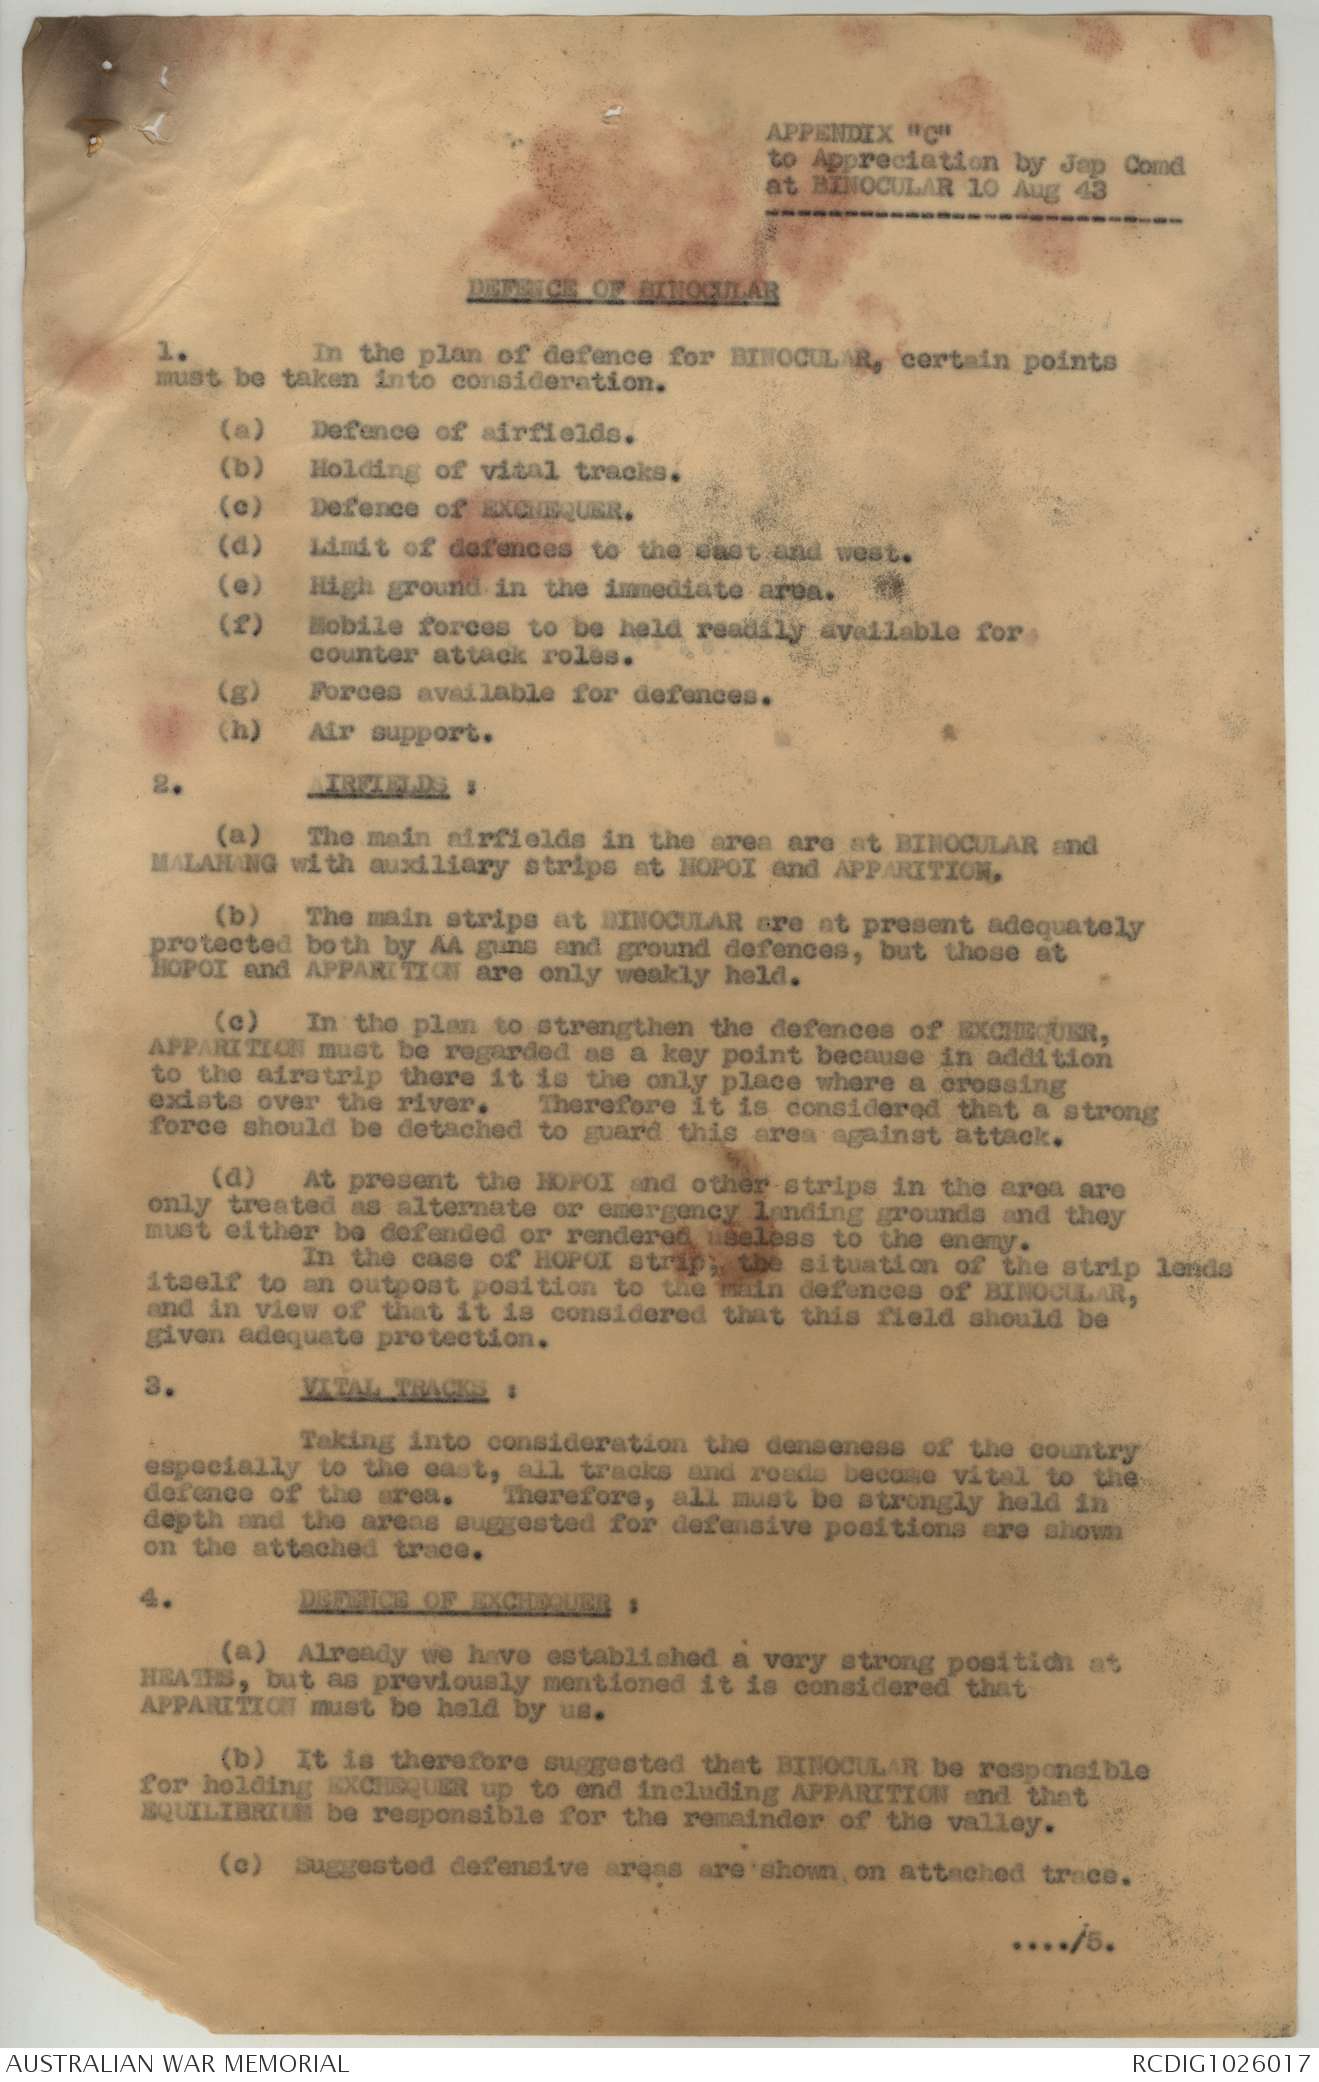 APPENDIX "C"
to Appreciation by Jap Comd
at BINOCULAR 10 Aug 43
DEFENCE OF BINOCULAR
1. In the plan of defence for BINOCULAR, certain points
must be taken into consideration.
(a) Defence of airfields.
(b) Holding of vital tracks.
(c) Defence of EXCHEQUER.
(d) Limit of defences to the east and west.
(e) High ground in the immediate area.
(f) Mobile forces to be held readily available for
counter attack roles.
(g) Forces available for defences.
(h) Air support.
2. AIRFIELDS :
(a) The main airfields in the area are at BINOCULAR and
MALAHANG with auxiliary strips at HOPOI and APPARITION.
(b) The main strips at BINOCULAR are at present adequately
protected both by AA guns and ground defences, but those at
HOPOI and APPARITION are only weakly held.
(c) In the plan to strengthen the defences of EXCHEQUER,
APPARITION must be regarded as a key point because in addition
to the airstrip there it is the only place where a crossing
exists over the river. Therefore it is considered that a strong
force should be detached to guard this area against attack.
(d) At present the HOPOI and other strips in the area are
only treated as alternate or emergency landing grounds and they
must either be defended or rendered useless to the enemy.
In the case of HOPOI strip, the situation of the strip lends
itself to an outpost position to the main defences of BINOCULAR,
and in view of that it is considered that this field should be
given adequate protection.
3. VITAL TRACKS :
Taking into consideration the denseness of the country
especially to the east, all tracks and roads become vital to the
defence of the area. Therefore, all must be strongly held in
depth and the areas suggested for defensive positions are shown
on the attached trace.
4. DEFENCE OF EXCHEQUER :
(a) Already we have established a very strong position at
HEATHS, but as previously mentioned it is considered that
APPARITION must be held by us.
(b) It is therefore suggested that BINOCULAR be responsible
for holding EXCHEQUER up to end including APPARITION and that
EQUILIBRIUM be responsible for the remainder of the valley.
(c) Suggested defensive areas are shown on attached trace.
..../5.
AUSTRALIAN WAR MEMORIAL
RCDIG1026017